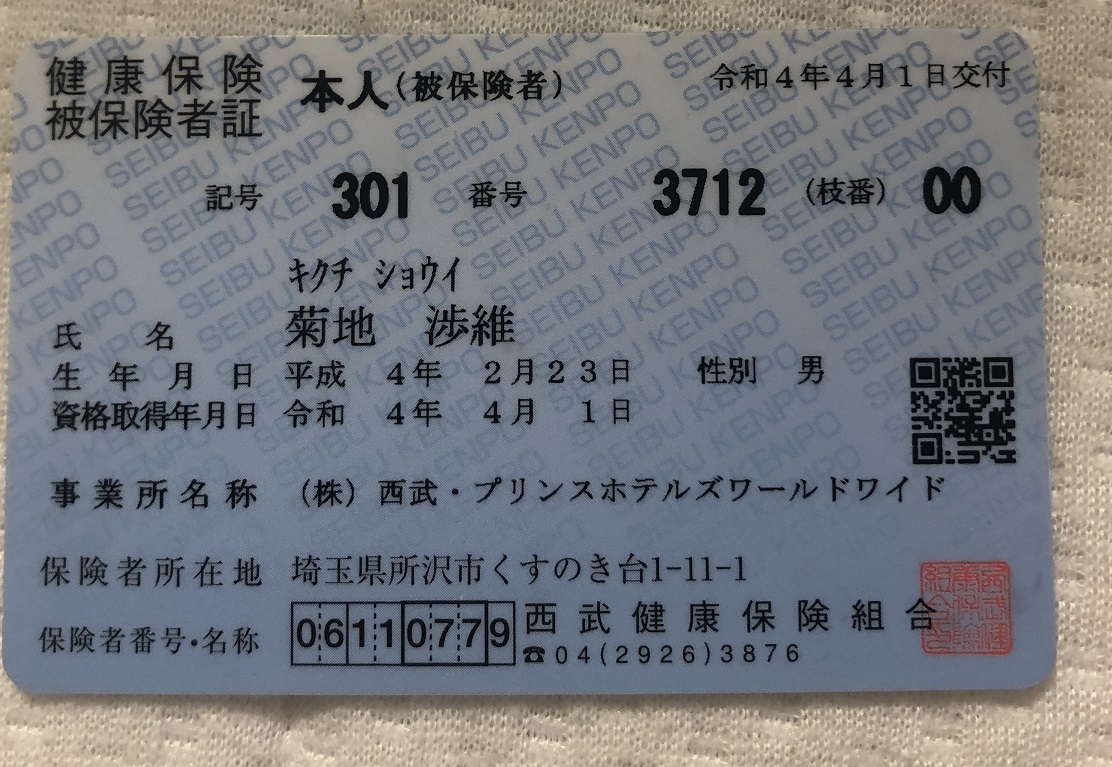 健康保険
被保険者証
本人(被保険者)
令和4年4月1日交付
記号 301 番号 3712 (枝番) 00
キクチ ショウイ
氏名 菊地 渉維
生年月日 平成 4年 2月23日 性別 男
資格取得年月日 令和 4年 4月 1日
事業所名称 (株)西武・プリンスホテルズワールドワイド
保険者所在地 埼玉県所沢市くすのき台1-11-1
保険者番号・名称 06110779 西武健康保険組合
☎04(2926)3876
SEIBU KENPO